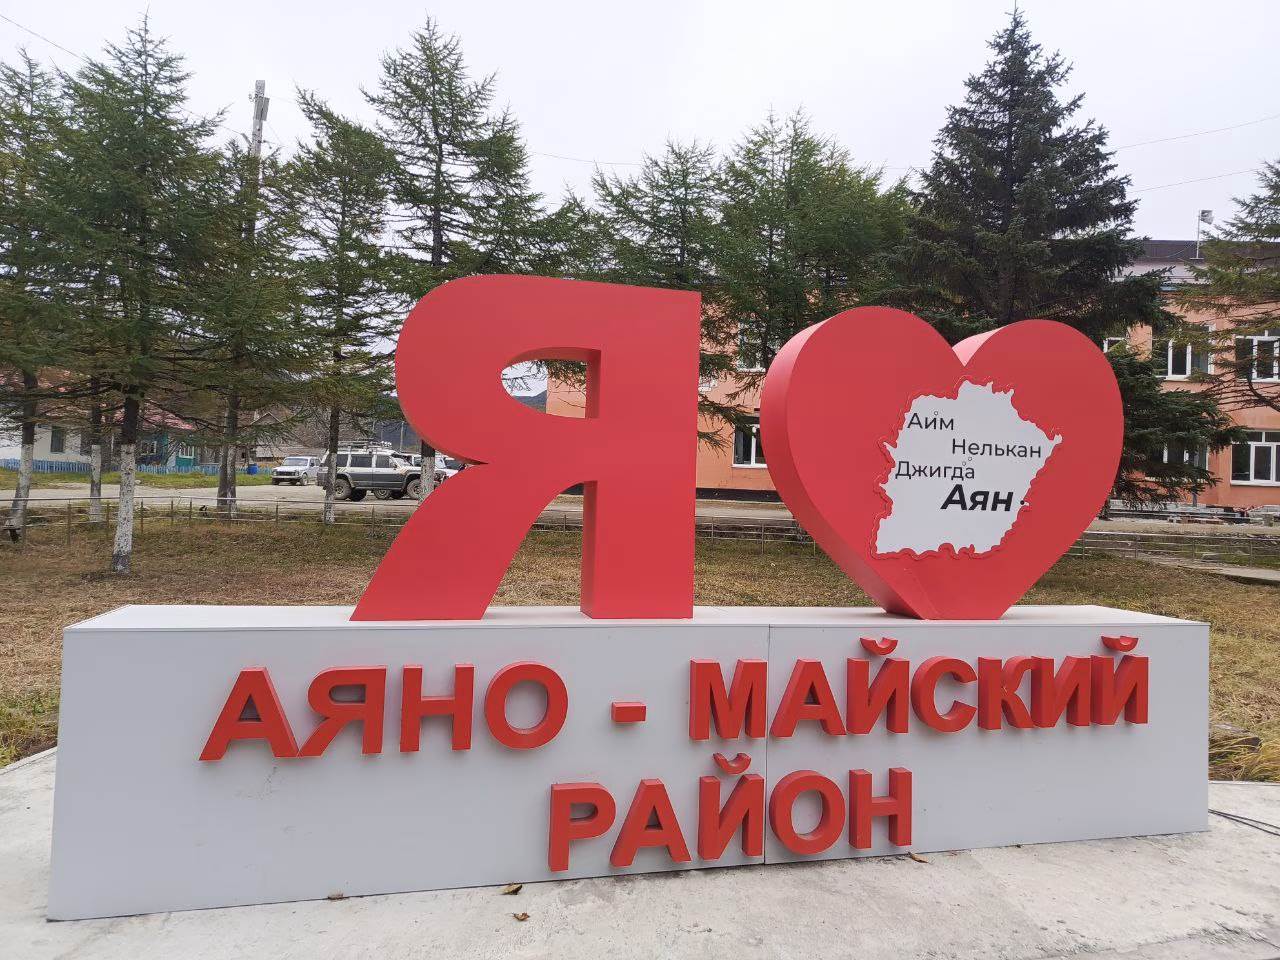 Я
Аим
Нелькан
Джигда
Аян
АЯНО - МАЙСКИЙ
РАЙОН